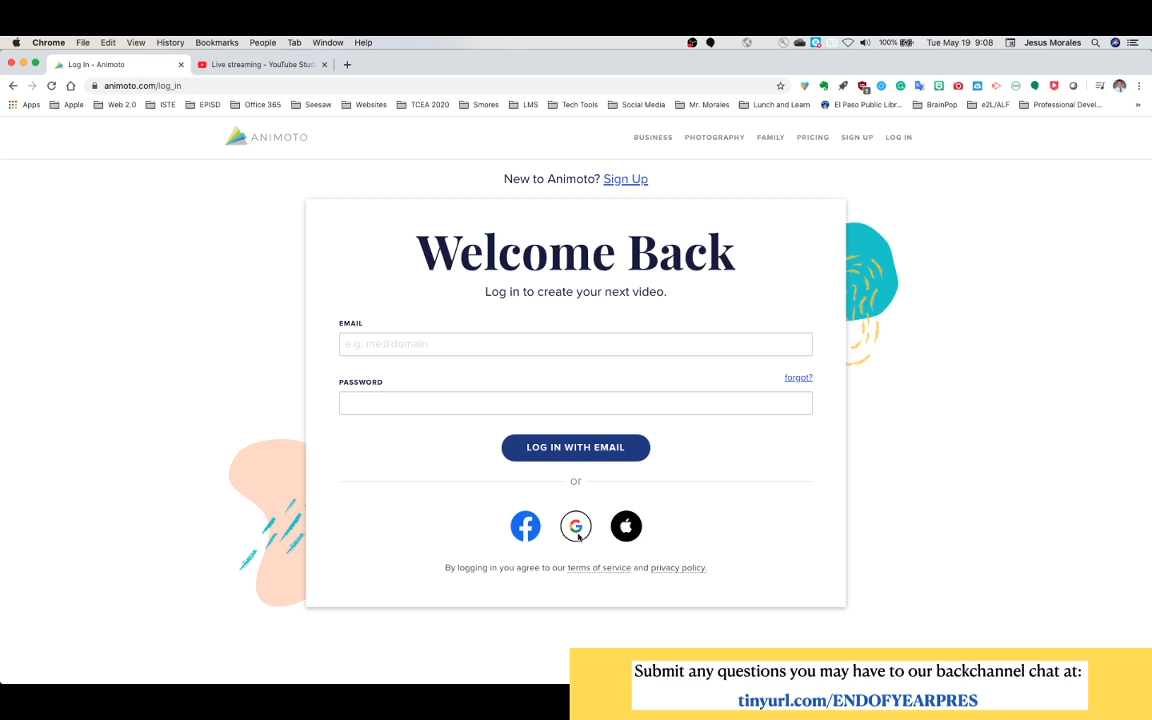 Chrome File Edit View History Bookmarks People Tab Window Help 100% Tue May 19 9:08 Jesus Morales
Log In - Animoto Live streaming - YouTube Stud
animoto.com/log_in
Apps Apple Web 2.0 ISTE EPISD Office 365 Seesaw Websites TCEA 2020 Smores LMS Tech Tools Social Media Mr. Morales Lunch and Learn El Paso Public Libr... BrainPop e2L/ALF Professional Devel... »
ANIMOTO BUSINESS PHOTOGRAPHY FAMILY PRICING SIGN UP LOG IN
New to Animoto? Sign Up
Welcome Back
Log in to create your next video.
EMAIL
e.g. me@domain
forgot?
PASSWORD
LOG IN WITH EMAIL
or
By logging in you agree to our terms of service and privacy policy.
Submit any questions you may have to our backchannel chat at:
tinyurl.com/ENDOFYEARPRES